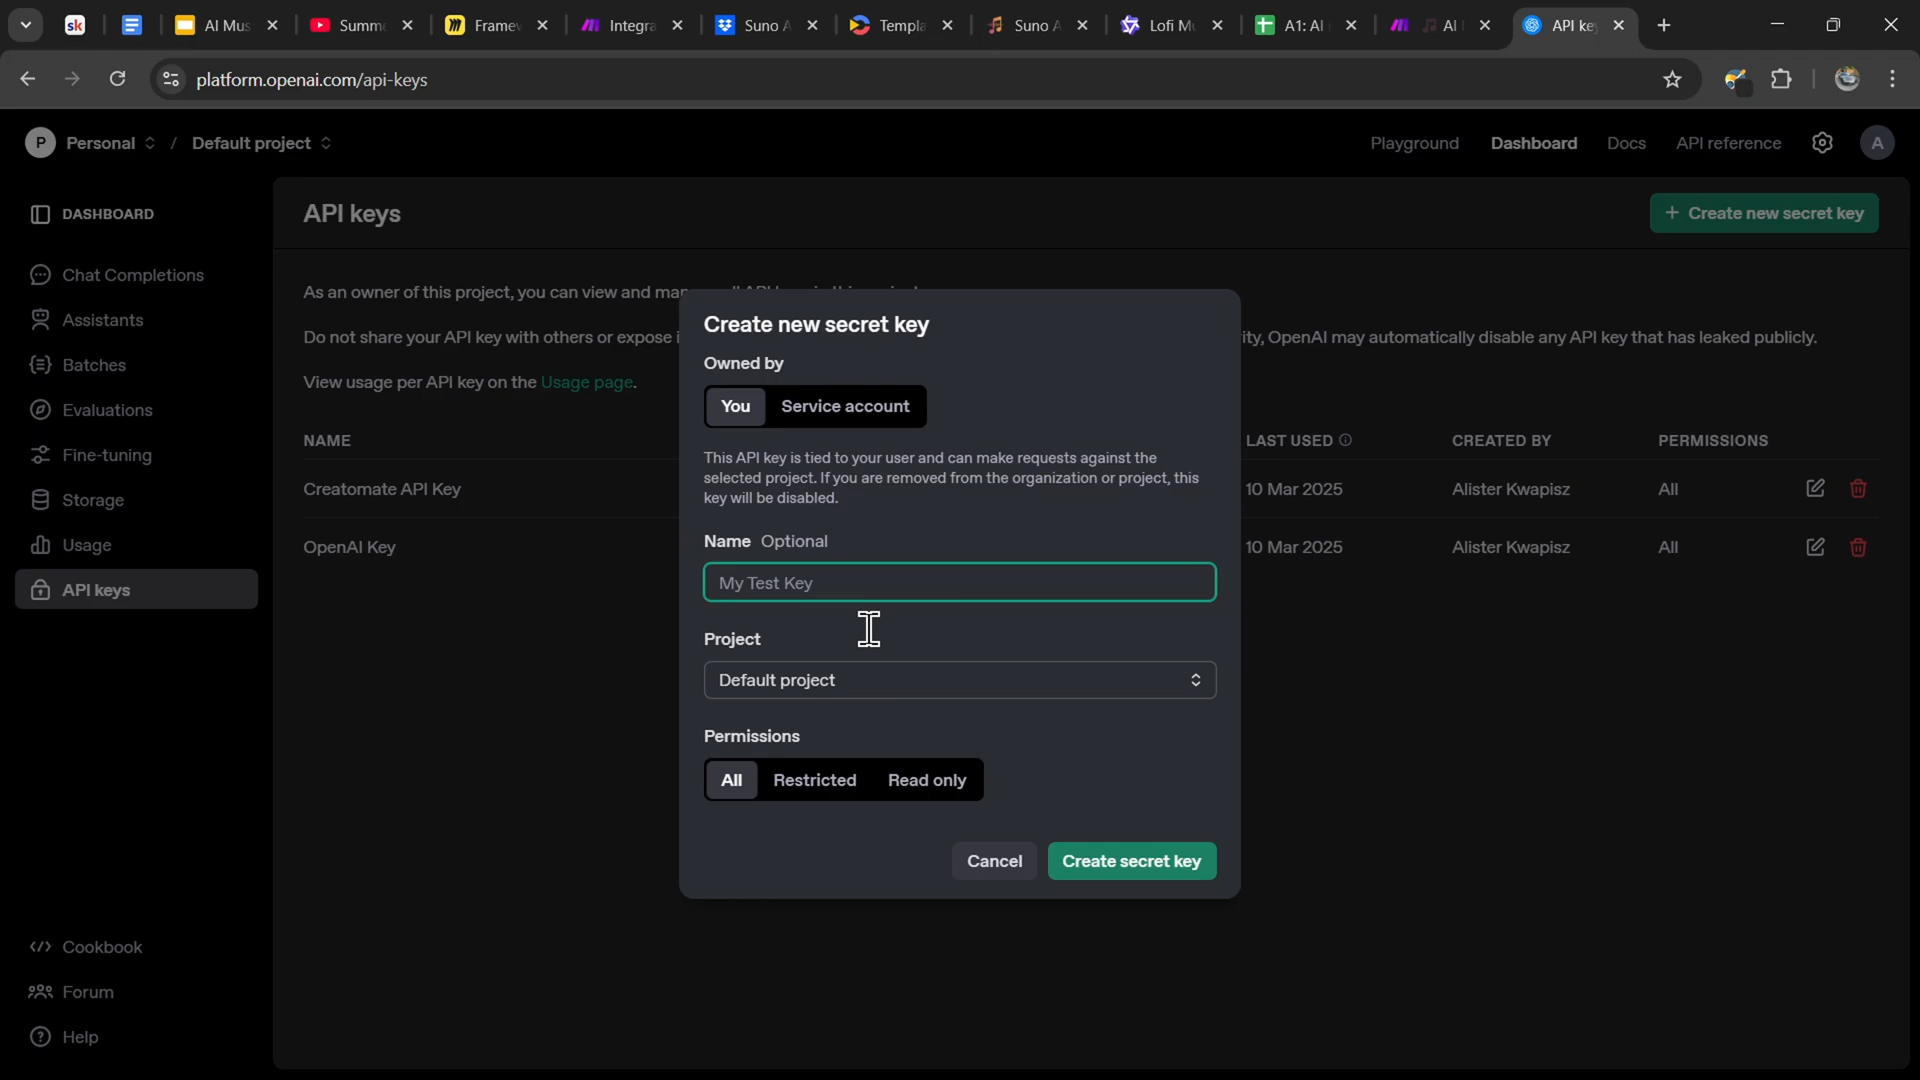 sk
AI Mus
Summe
Framew
Integra
Suno A
Templa
Suno A
Lofi Mu
A1: AI
AI
API key
platform.openai.com/api-keys
P Personal / Default project
Playground Dashboard Docs API reference A
DASHBOARD
Chat Completions
Assistants
Batches
Evaluations
Fine-tuning
Storage
Usage
API keys
Cookbook
Forum
Help
API keys
+ Create new secret key
As an owner of this project, you can view and man
Do not share your API key with others or expose i
ity, OpenAI may automatically disable any API key that has leaked publicly.
View usage per API key on the Usage page.
NAME LAST USED CREATED BY PERMISSIONS
Creatomate API Key 10 Mar 2025 Alister Kwapisz All
OpenAI Key 10 Mar 2025 Alister Kwapisz All
Create new secret key
Owned by
You Service account
This API key is tied to your user and can make requests against the
selected project. If you are removed from the organization or project, this
key will be disabled.
Name Optional
My Test Key
Project
Default project
Permissions
All Restricted Read only
Cancel Create secret key